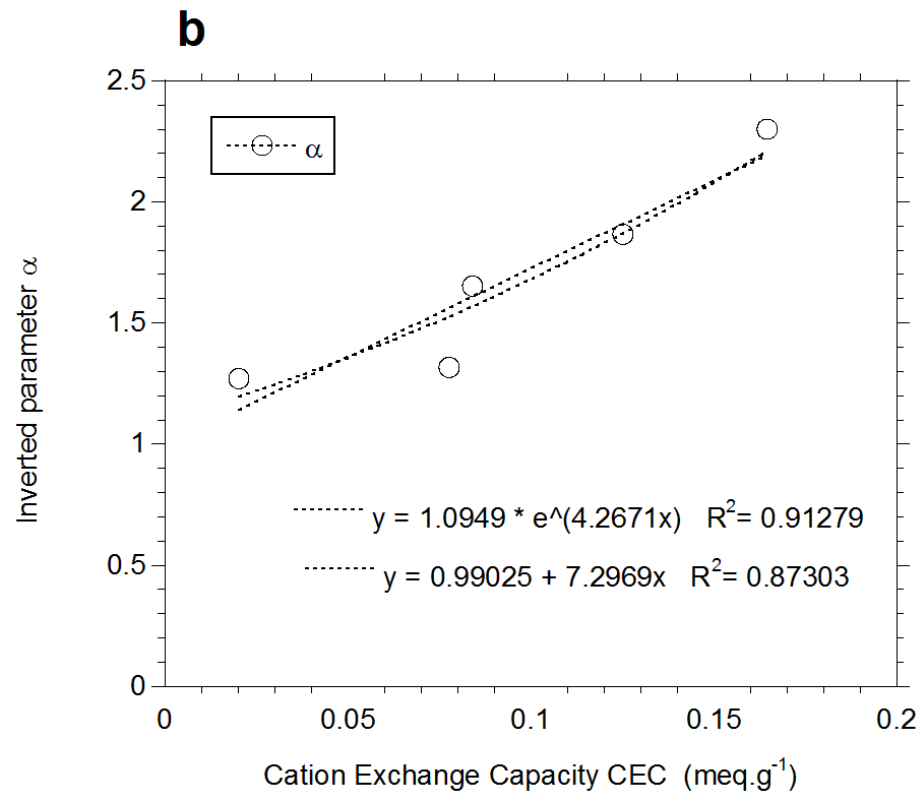 b
2.5
α
2
1.5
Inverted parameter α
1
y = 1.0949 * e^(4.2671x) R²= 0.91279
0.5
y = 0.99025 + 7.2969x R²= 0.87303
0
0 0.05 0.1 0.15 0.2
Cation Exchange Capacity CEC (meq.g⁻¹)